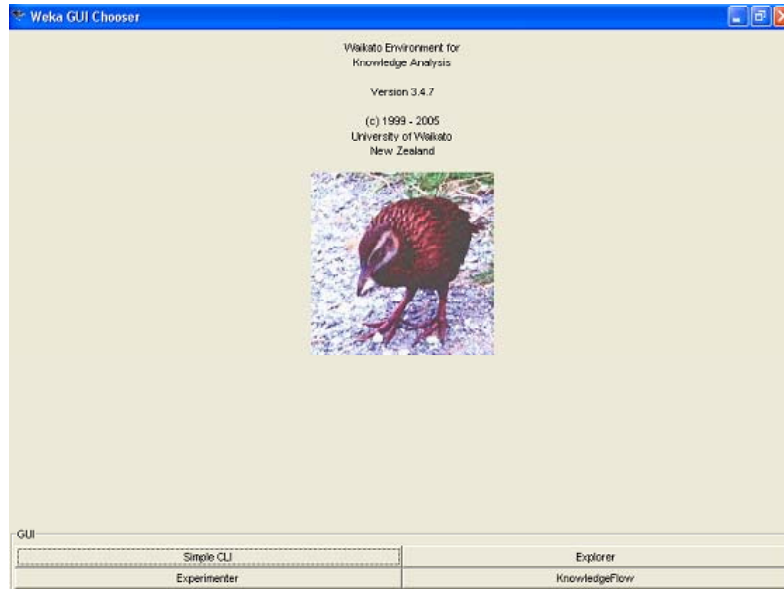 Weka GUI Chooser
Waikato Environment for
Knowledge Analysis
Version 3.4.7
(c) 1999 - 2005
University of Waikato
New Zealand
GUI
Simple CLI
Explorer
Experimenter
KnowledgeFlow